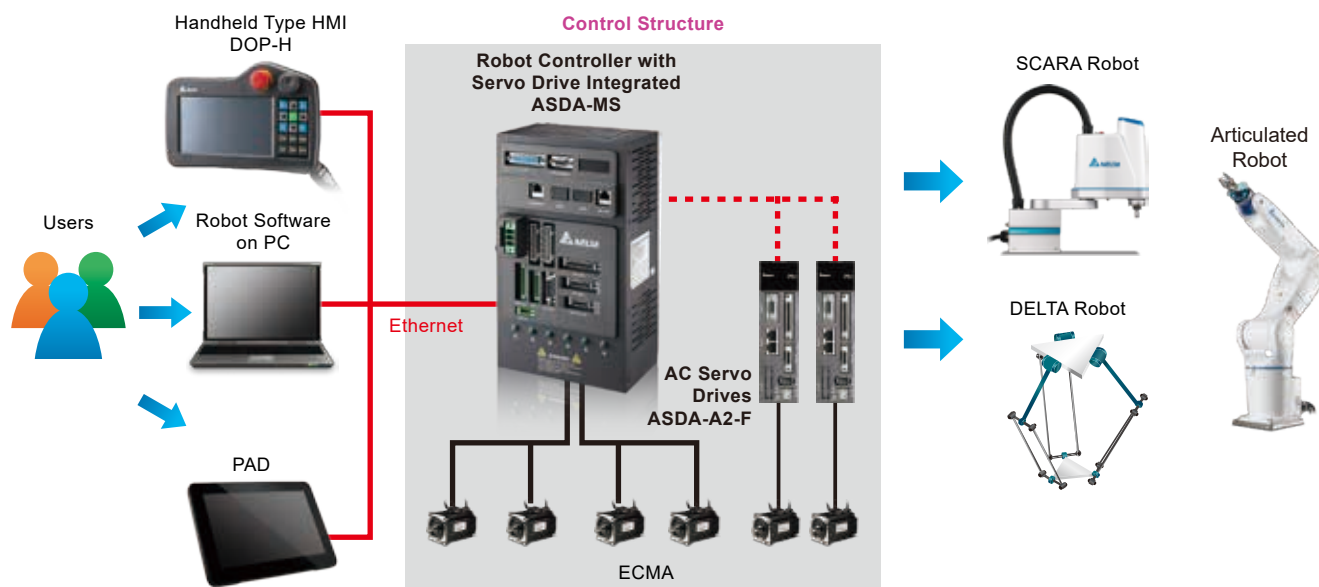 Control Structure
Handheld Type HMI
DOP-H
Robot Controller with
Servo Drive Integrated
ASDA-MS
SCARA Robot
Articulated
Robot
Users
Robot Software
on PC
Ethernet
DELTA Robot
AC Servo
Drives
ASDA-A2-F
PAD
ECMA